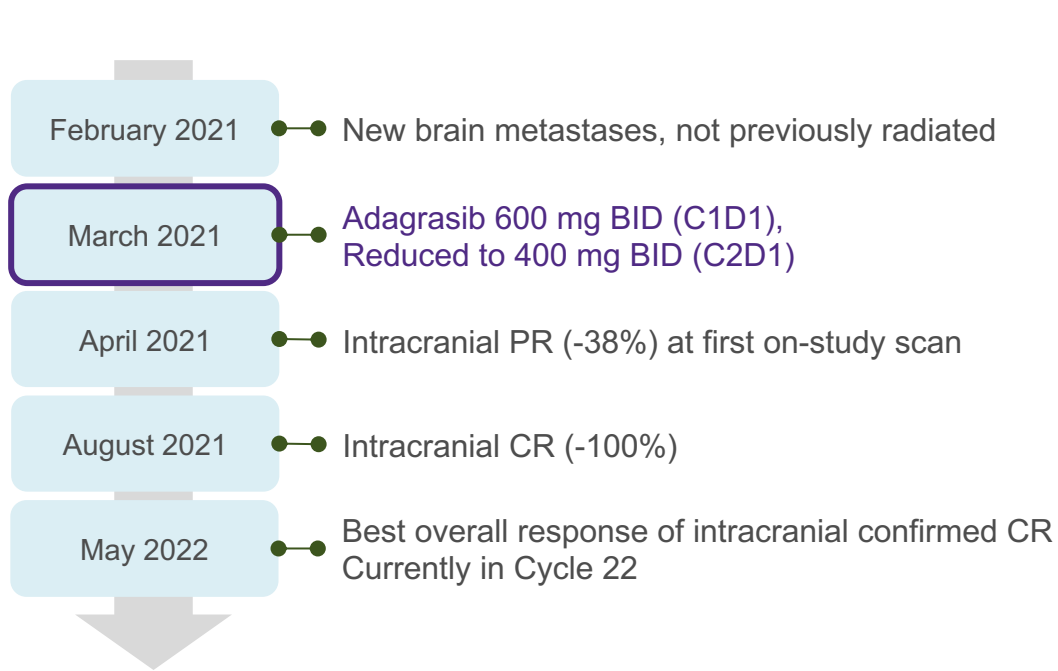 February 2021
New brain metastases, not previously radiated
March 2021
Adagrasib 600 mg BID (C1D1),
Reduced to 400 mg BID (C2D1)
April 2021
Intracranial PR (-38%) at first on-study scan
August 2021
Intracranial CR (-100%)
May 2022
Best overall response of intracranial confirmed CR
Currently in Cycle 22